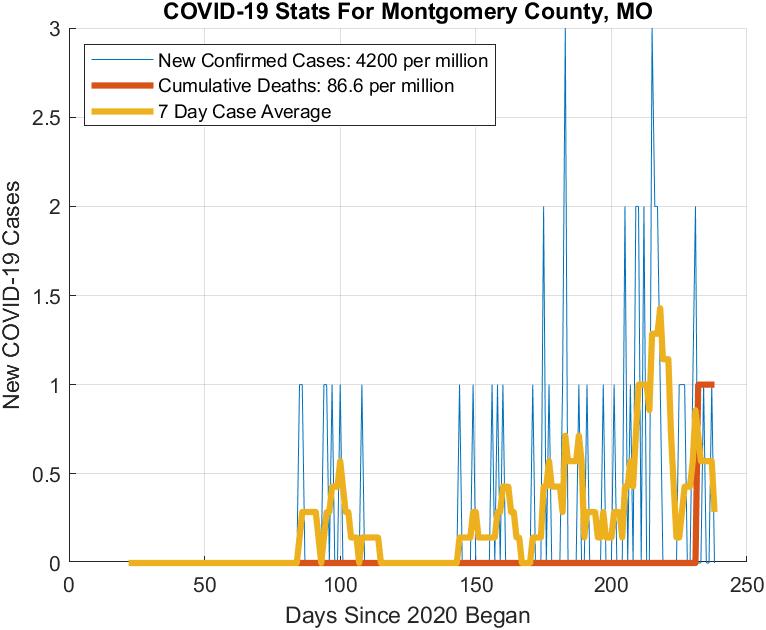 COVID-19 Stats For Montgomery County, MO
New Confirmed Cases: 4200 per million
Cumulative Deaths: 86.6 per million
7 Day Case Average
New COVID-19 Cases
3
2.5
2
1.5
1
0.5
0
0 50 100 150 200 250
Days Since 2020 Began